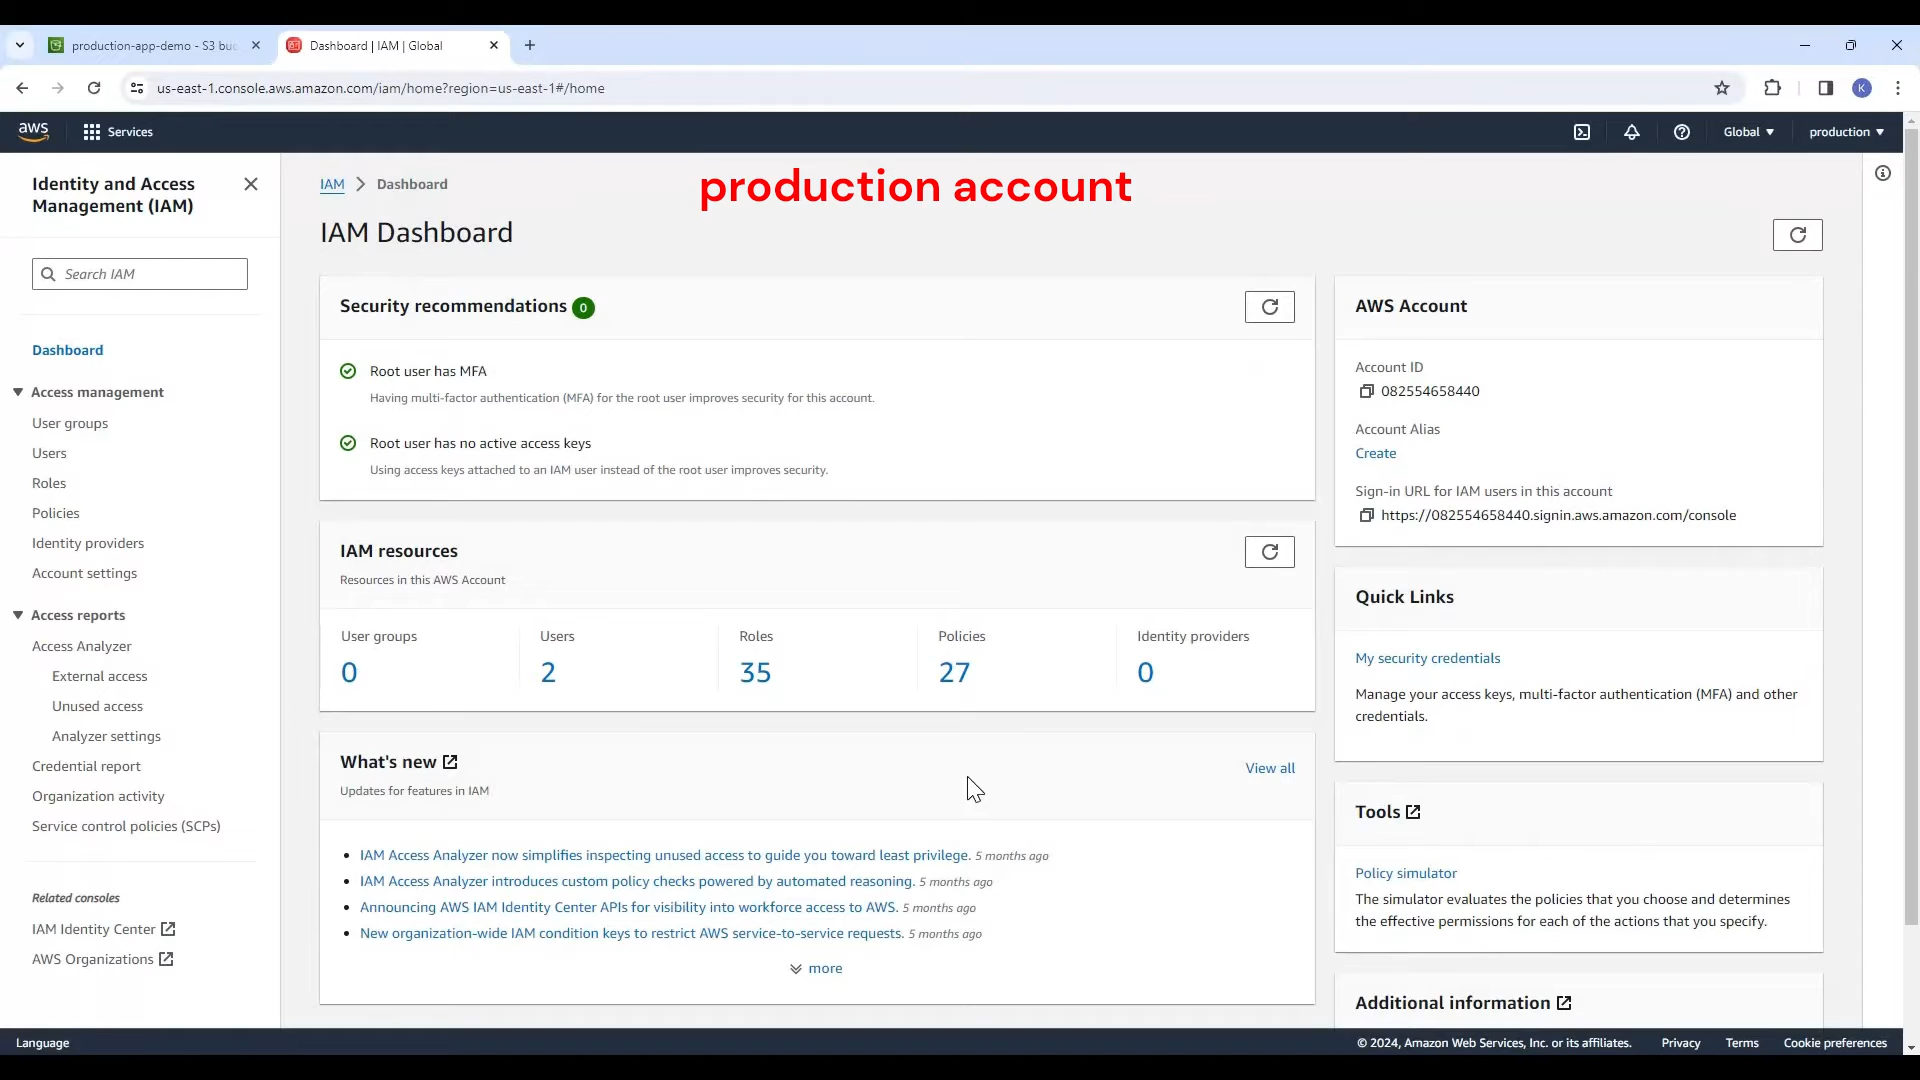 production-app-demo - S3 buc
Dashboard | IAM | Global
us-east-1.console.aws.amazon.com/iam/home?region=us-east-1#/home
K
aws
Services
Global
production
Identity and Access
Management (IAM)
Search IAM
Dashboard
Access management
User groups
Users
Roles
Policies
Identity providers
Account settings
Access reports
Access Analyzer
External access
Unused access
Analyzer settings
Credential report
Organization activity
Service control policies (SCPs)
Related consoles
IAM Identity Center
AWS Organizations
IAM
Dashboard
production account
IAM Dashboard
Security recommendations 0
Root user has MFA
Having multi-factor authentication (MFA) for the root user improves security for this account.
Root user has no active access keys
Using access keys attached to an IAM user instead of the root user improves security.
IAM resources
Resources in this AWS Account
User groups
0
Users
2
Roles
35
Policies
27
Identity providers
0
What's new
Updates for features in IAM
View all
IAM Access Analyzer now simplifies inspecting unused access to guide you toward least privilege. 5 months ago
IAM Access Analyzer introduces custom policy checks powered by automated reasoning. 5 months ago
Announcing AWS IAM Identity Center APIs for visibility into workforce access to AWS. 5 months ago
New organization-wide IAM condition keys to restrict AWS service-to-service requests. 5 months ago
more
AWS Account
Account ID
082554658440
Account Alias
Create
Sign-in URL for IAM users in this account
https://082554658440.signin.aws.amazon.com/console
Quick Links
My security credentials
Manage your access keys, multi-factor authentication (MFA) and other
credentials.
Tools
Policy simulator
The simulator evaluates the policies that you choose and determines
the effective permissions for each of the actions that you specify.
Additional information
Language
© 2024, Amazon Web Services, Inc. or its affiliates.
Privacy
Terms
Cookie preferences